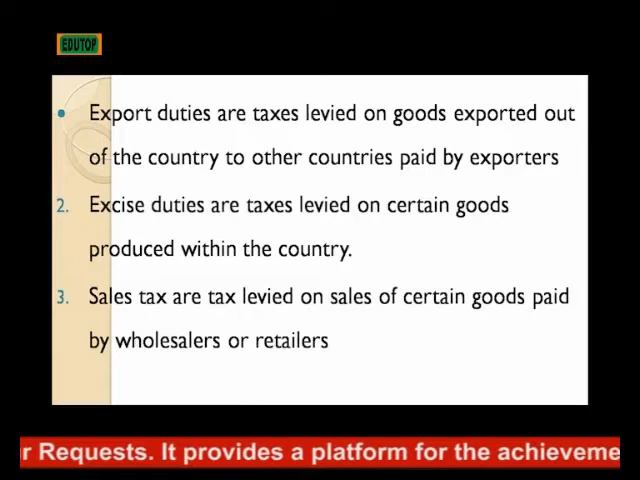 EDUTOP
• Export duties are taxes levied on goods exported out
of the country to other countries paid by exporters
2. Excise duties are taxes levied on certain goods
produced within the country.
3. Sales tax are tax levied on sales of certain goods paid
by wholesalers or retailers
r Requests. It provides a platform for the achieveme